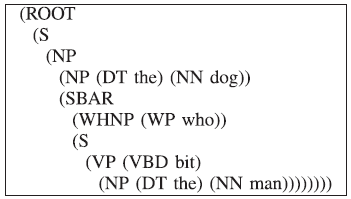 (ROOT
(S
(NP
(NP (DT the) (NN dog))
(SBAR
(WHNP (WP who))
(S
(VP (VBD bit)
(NP (DT the) (NN man))))))))